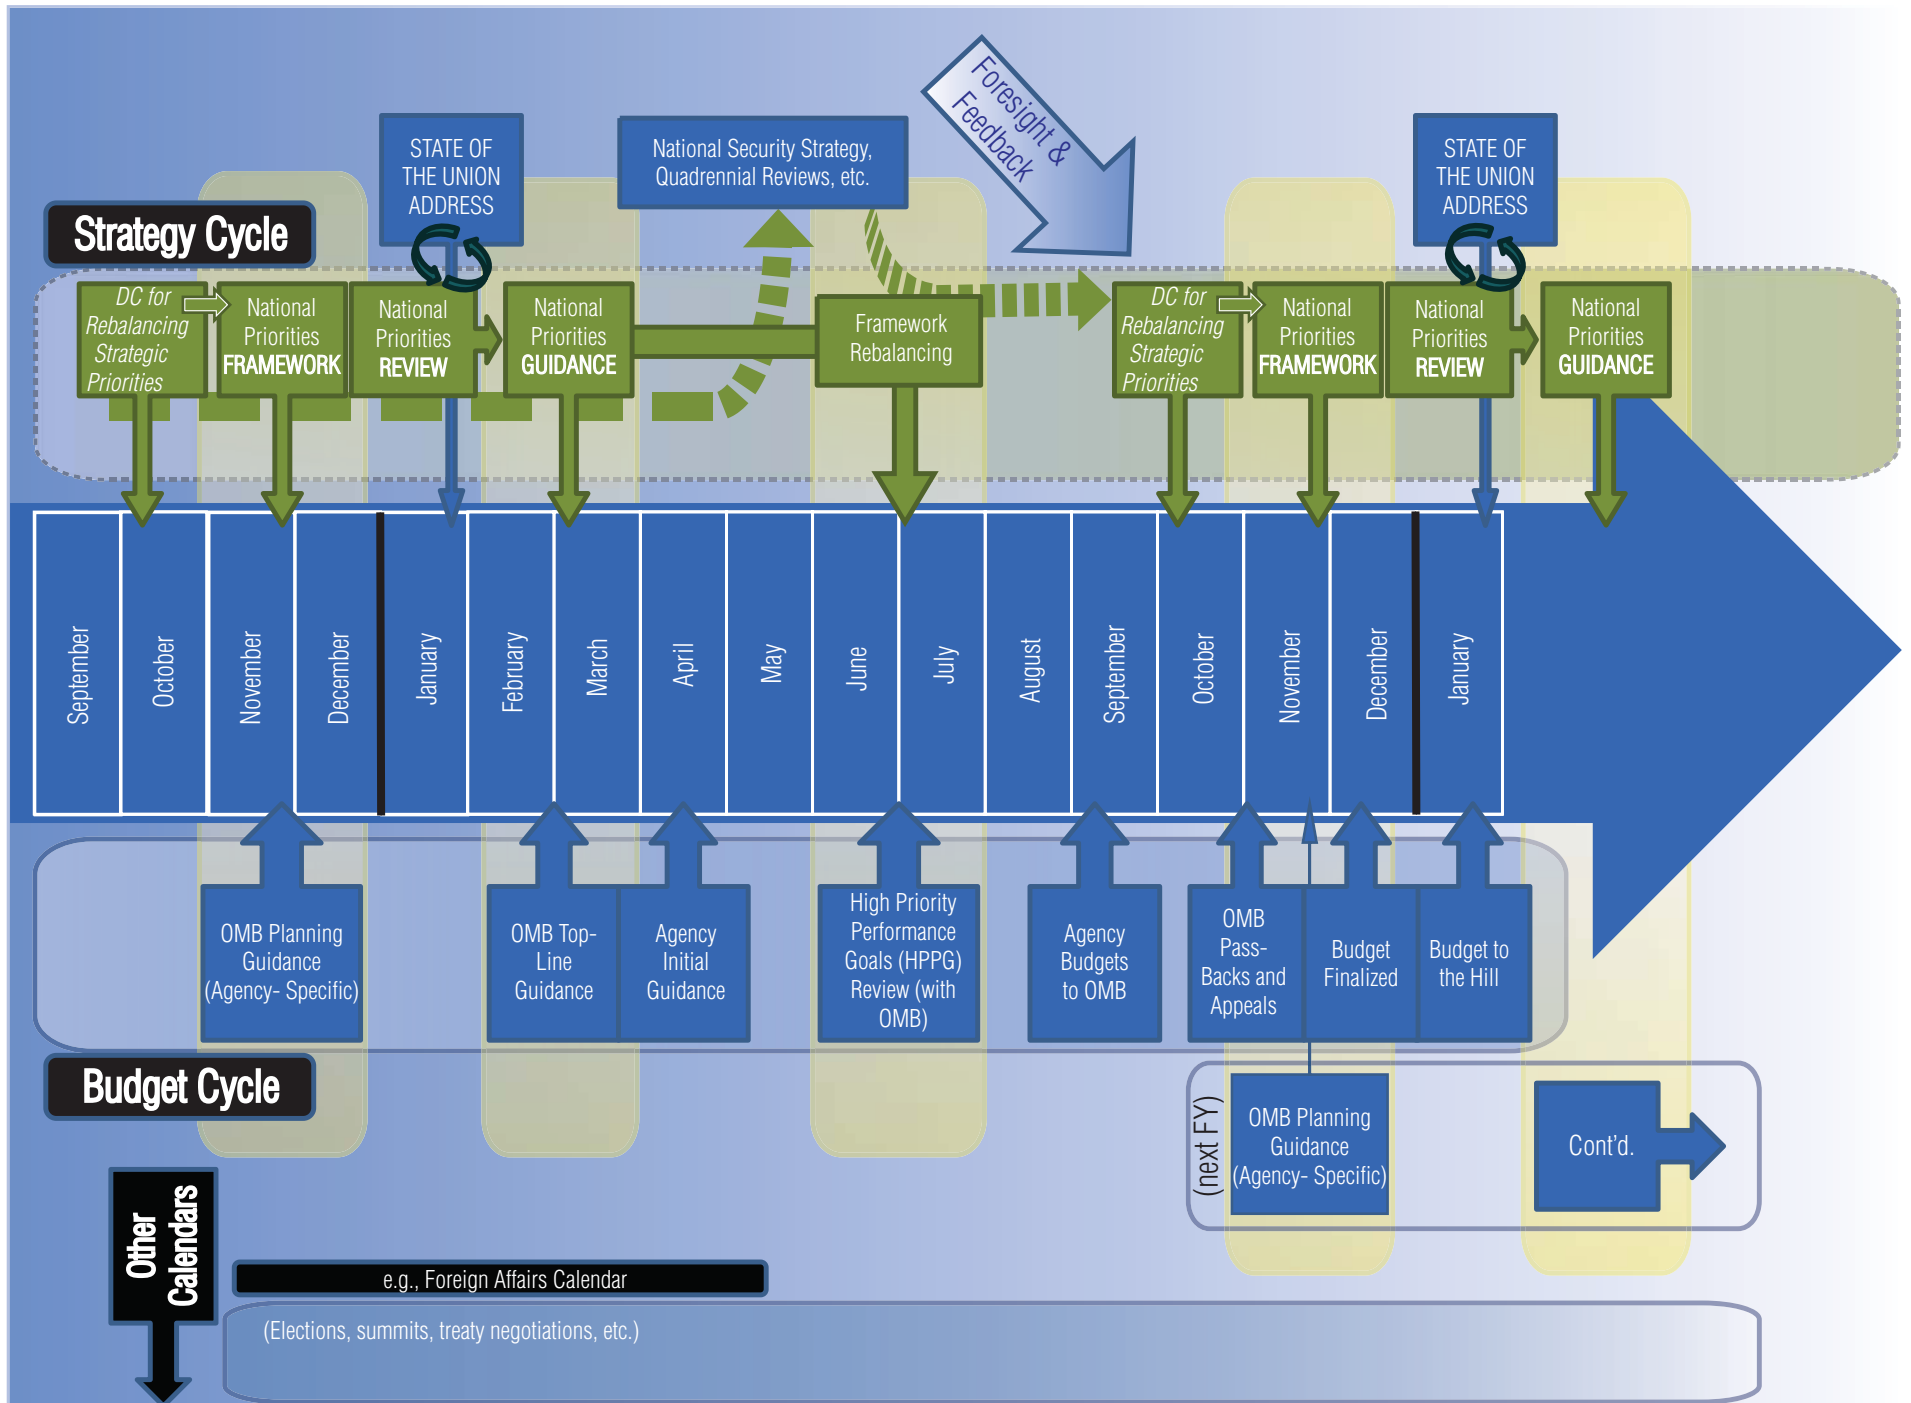 Foresight &
Feedback
STATE OF
THE UNION
ADDRESS
National Security Strategy,
Quadrennial Reviews, etc.
STATE OF
THE UNION
ADDRESS
Strategy Cycle
DC for
Rebalancing
Strategic
Priorities
National
Priorities
FRAMEWORK
National
Priorities
REVIEW
National
Priorities
GUIDANCE
Framework
Rebalancing
DC for
Rebalancing
Strategic
Priorities
National
Priorities
FRAMEWORK
National
Priorities
REVIEW
National
Priorities
GUIDANCE
September
October
November
December
January
February
March
April
May
June
July
August
September
October
November
December
January
OMB Planning
Guidance
(Agency- Specific)
OMB Top-
Line
Guidance
Agency
Initial
Guidance
High Priority
Performance
Goals (HPPG)
Review (with
OMB)
Agency
Budgets
to OMB
OMB
Pass-
Backs and
Appeals
Budget
Finalized
Budget to
the Hill
Budget Cycle
(next FY)
OMB Planning
Guidance
(Agency- Specific)
Cont'd.
Other
Calendars
e.g., Foreign Affairs Calendar
(Elections, summits, treaty negotiations, etc.)